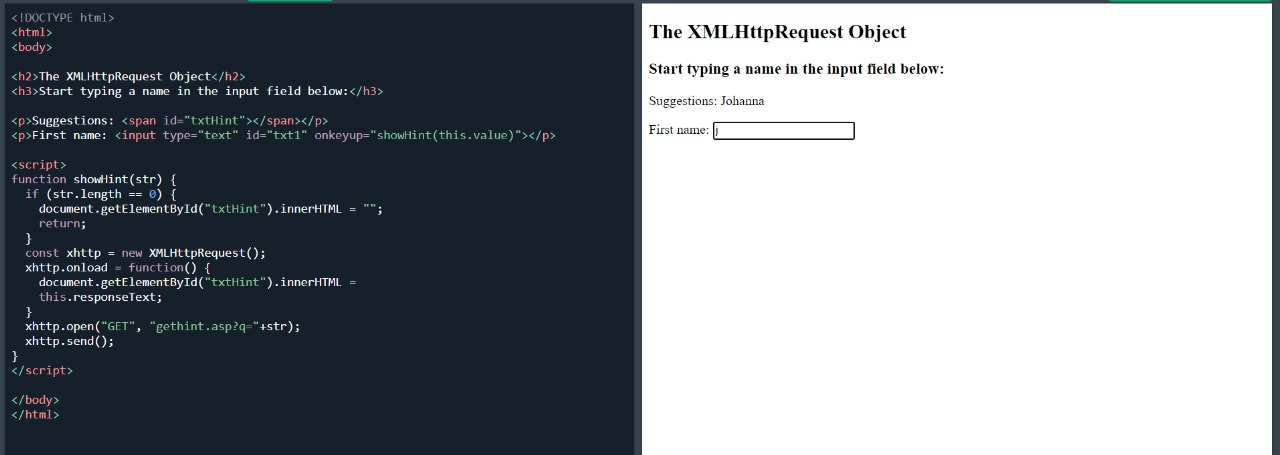 <!DOCTYPE html>
<html>
<body>
<h2>The XMLHttpRequest Object</h2>
<h3>Start typing a name in the input field below:</h3>
<p>Suggestions: <span id="txtHint"></span></p>
<p>First name: <input type="text" id="txt1" onkeyup="showHint(this.value)"></p>
<script>
function showHint(str) {
  if (str.length == 0) {
    document.getElementById("txtHint").innerHTML = "";
    return;
  }
  const xhttp = new XMLHttpRequest();
  xhttp.onload = function() {
    document.getElementById("txtHint").innerHTML =
    this.responseText;
  }
  xhttp.open("GET", "gethint.asp?q="+str);
  xhttp.send();
}
</script>
</body>
</html>
The XMLHttpRequest Object
Start typing a name in the input field below:
Suggestions: Johanna
First name: j